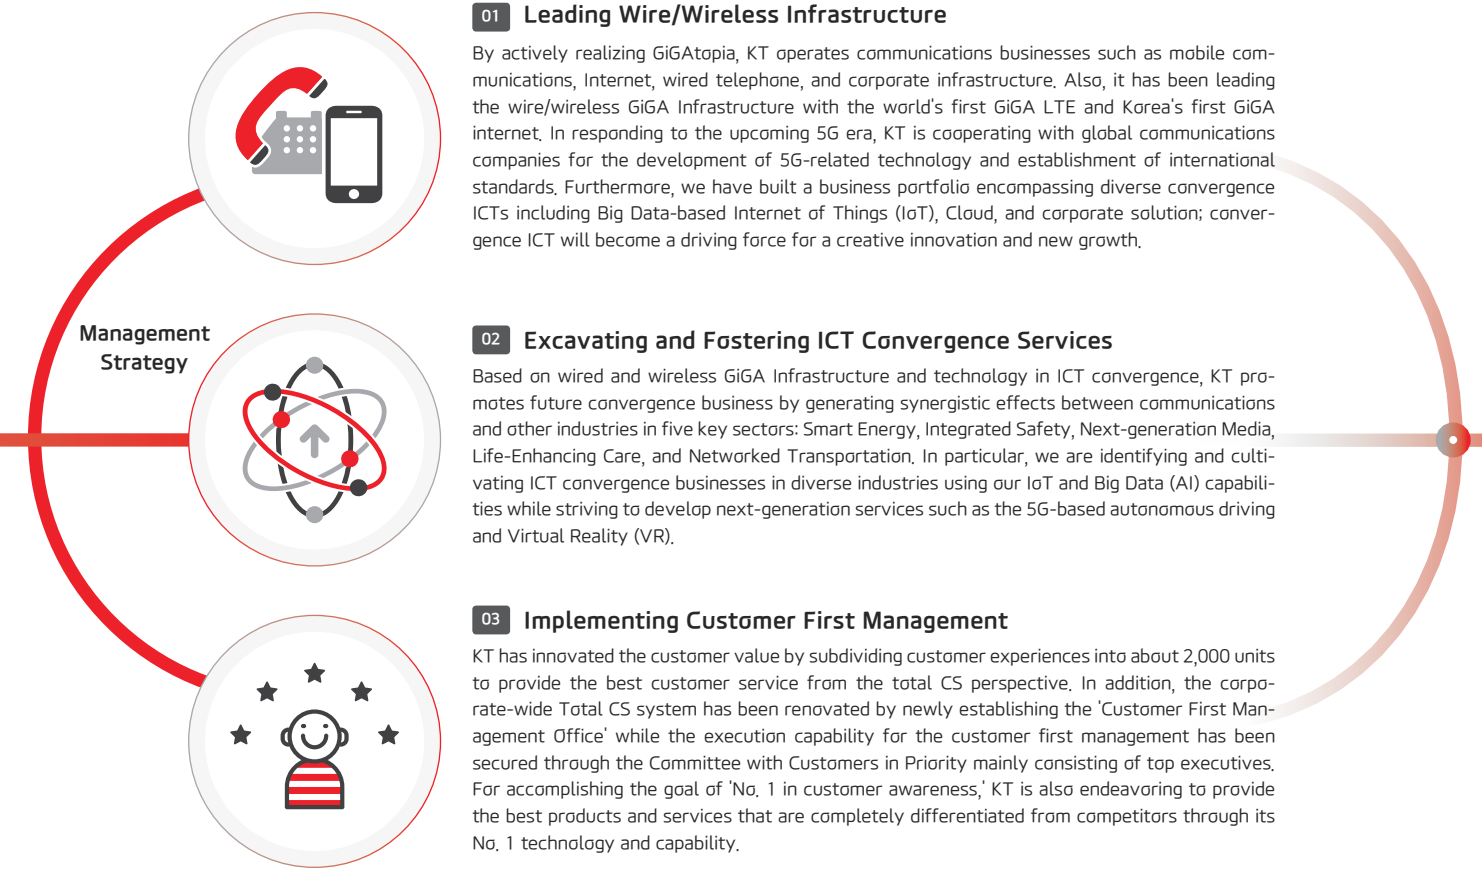 01 Leading Wire/Wireless Infrastructure
By actively realizing GiGAtopia, KT operates communications businesses such as mobile com-
munications, Internet, wired telephone, and corporate infrastructure. Also, it has been leading
the wire/wireless GiGA Infrastructure with the world's first GiGA LTE and Korea's first GiGA
internet. In responding to the upcoming 5G era, KT is cooperating with global communications
companies for the development of 5G-related technology and establishment of international
standards. Furthermore, we have built a business portfolio encompassing diverse convergence
ICTs including Big Data-based Internet of Things (IoT), Cloud, and corporate solution; conver-
gence ICT will become a driving force for a creative innovation and new growth.
Management
Strategy
02 Excavating and Fostering ICT Convergence Services
Based on wired and wireless GiGA Infrastructure and technology in ICT convergence, KT pro-
motes future convergence business by generating synergistic effects between communications
and other industries in five key sectors: Smart Energy, Integrated Safety, Next-generation Media,
Life-Enhancing Care, and Networked Transportation. In particular, we are identifying and culti-
vating ICT convergence businesses in diverse industries using our IoT and Big Data (AI) capabili-
ties while striving to develop next-generation services such as the 5G-based autonomous driving
and Virtual Reality (VR).
03 Implementing Customer First Management
KT has innovated the customer value by subdividing customer experiences into about 2,000 units
to provide the best customer service from the total CS perspective. In addition, the corpo-
rate-wide Total CS system has been renovated by newly establishing the 'Customer First Man-
agement Office' while the execution capability for the customer first management has been
secured through the Committee with Customers in Priority mainly consisting of top executives.
For accomplishing the goal of 'No. 1 in customer awareness,' KT is also endeavoring to provide
the best products and services that are completely differentiated from competitors through its
No. 1 technology and capability.